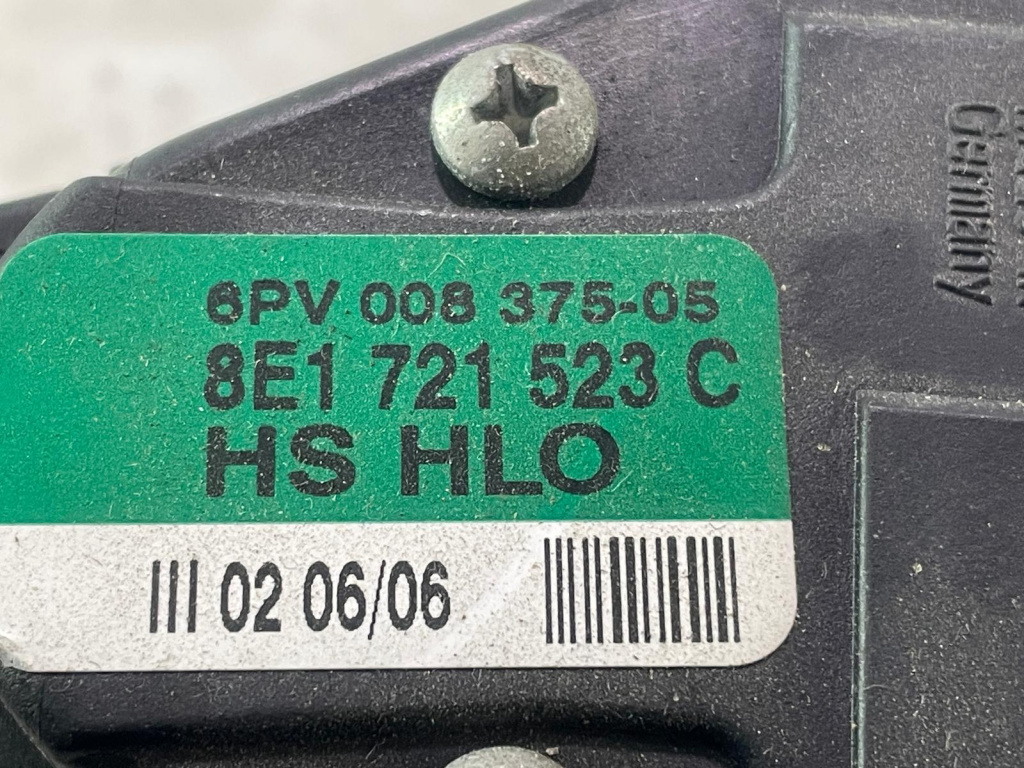 6PV 008 375-05
8E1 721 523 C
HS HLO
III 02 06/06
Germany